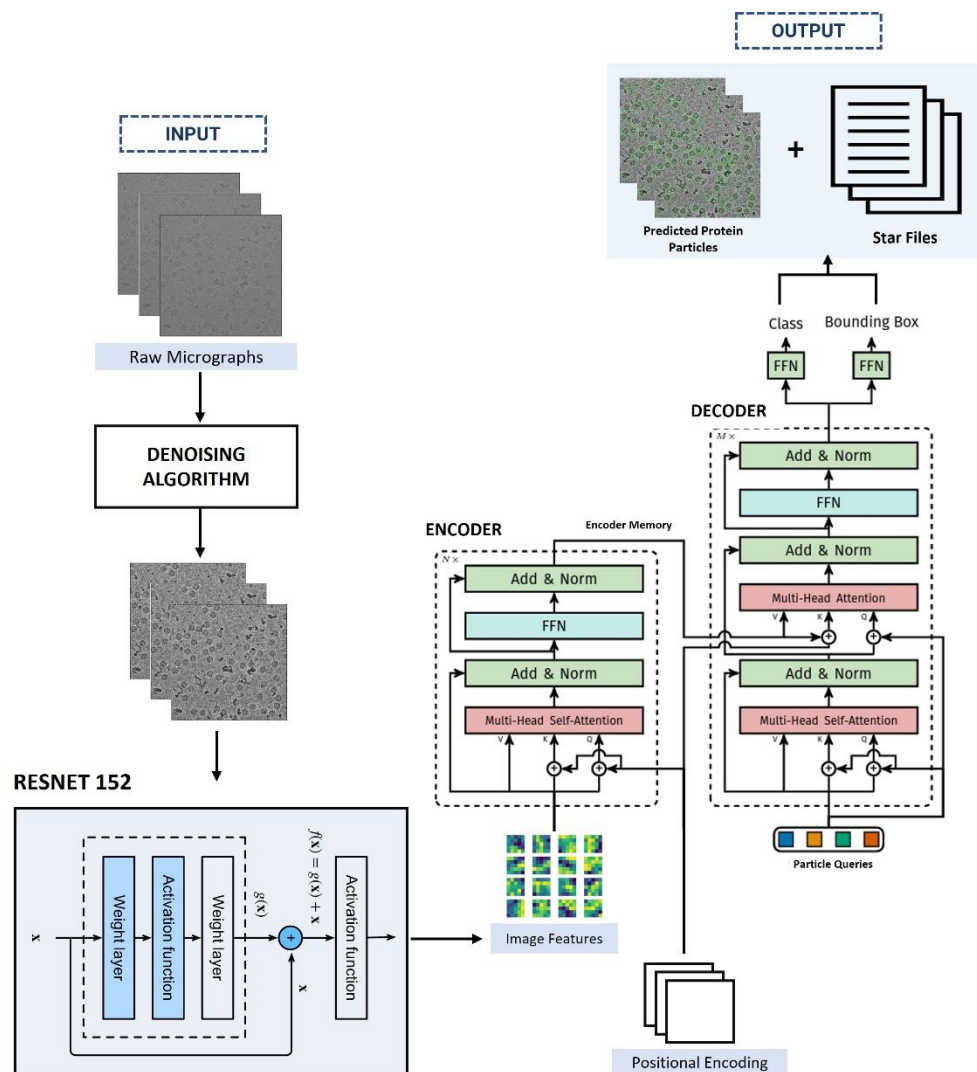 OUTPUT
INPUT
Predicted Protein
Particles
+
Star Files
Raw Micrographs
Class
Bounding Box
FFN
FFN
DENOISING
ALGORITHM
DECODER
M×
Add & Norm
FFN
Add & Norm
Multi-Head Attention
V
K
Q
Add & Norm
Multi-Head Self-Attention
V
K
Q
Particle Queries
ENCODER
Encoder Memory
N×
Add & Norm
FFN
Add & Norm
Multi-Head Self-Attention
V
K
Q
RESNET 152
x
Weight layer
Activation function
Weight layer
g(x)
f(x) = g(x) + x
+
x
Activation function
Image Features
Positional Encoding